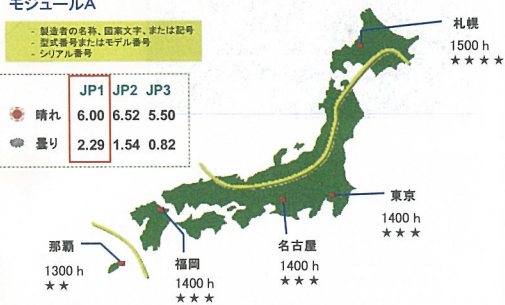 モジュールA
- 製造者の名称、図案文字、または記号
- 型式番号またはモデル番号
- シリアル番号
JP1 JP2 JP3
晴れ 6.00 6.52 5.50
曇り 2.29 1.54 0.82
札幌
1500 h
★★★★
東京
1400 h
★★★
名古屋
1400 h
★★★
福岡
1400 h
★★★
那覇
1300 h
★★